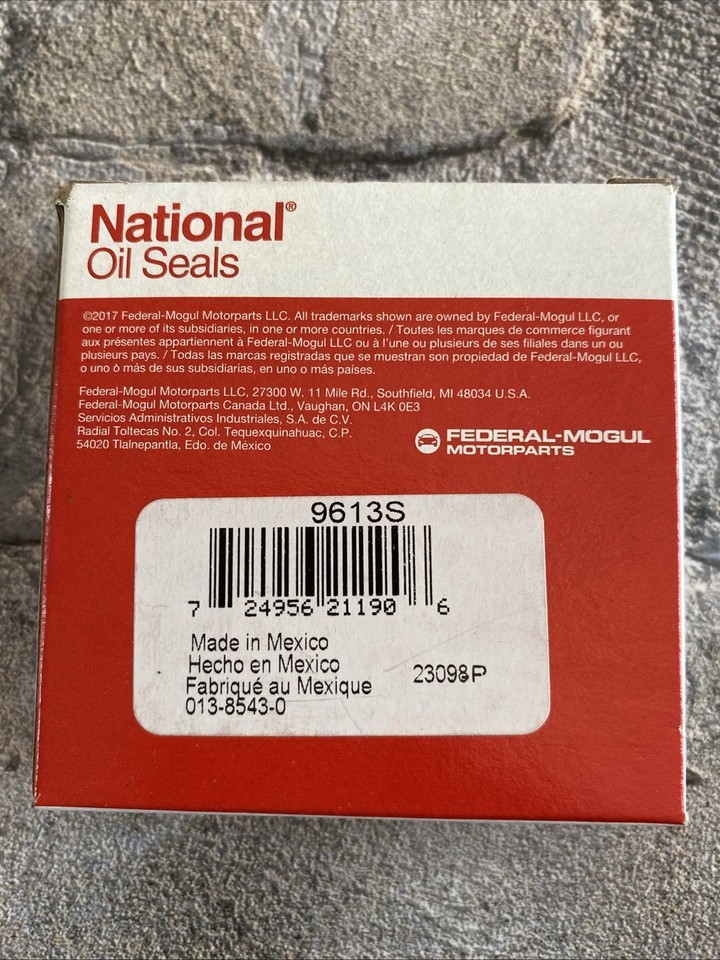 National®
Oil Seals
©2017 Federal-Mogul Motorparts LLC. All trademarks shown are owned by Federal-Mogul LLC, or
one or more of its subsidiaries, in one or more countries. / Toutes les marques de commerce figurant
aux présentes appartiennent à Federal-Mogul LLC ou à l'une ou plusieurs de ses filiales dans un ou
plusieurs pays. / Todas las marcas registradas que se muestran son propiedad de Federal-Mogul LLC,
o uno ò màs de sus subsidiarias, en uno o más países.
Federal-Mogul Motorparts LLC, 27300 W. 11 Mile Rd., Southfield, MI 48034 U.S.A.
Federal-Mogul Motorparts Canada Ltd., Vaughan, ON L4K 0E3
Servicios Administrativos Industriales, S.A. de C.V.
Radial Toltecas No. 2, Col. Tequexquinahuac, C.P.
54020 Tlalnepantia, Edo. de México
FEDERAL-MOGUL
MOTORPARTS
9613S
7 24956 21190 6
Made in Mexico
Hecho en Mexico
Fabriqué au Mexique
013-8543-0
23098P